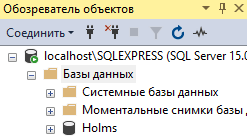 Обозреватель объектов
Соединить
localhost\SQLEXPRESS (SQL Server 15.0
Базы данных
Системные базы данных
Моментальные снимки базы
Holms